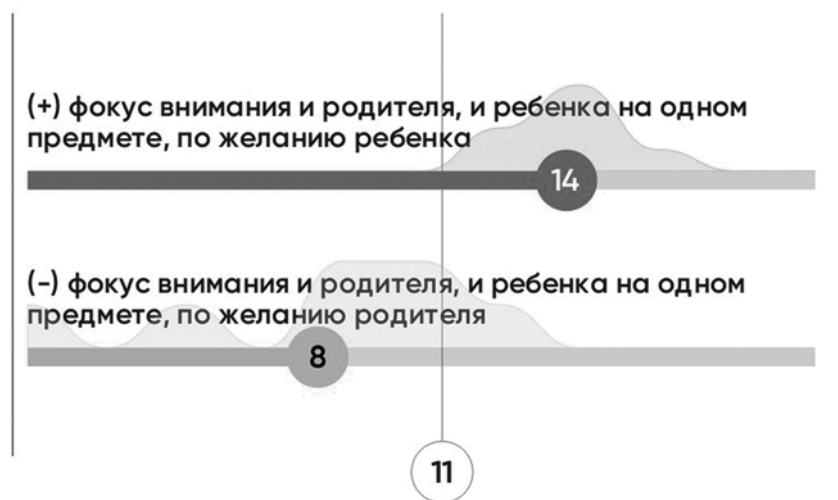 (+) фокус внимания и родителя, и ребенка на одном
предмете, по желанию ребенка
14
(-) фокус внимания и родителя, и ребенка на одном
предмете, по желанию родителя
8
11